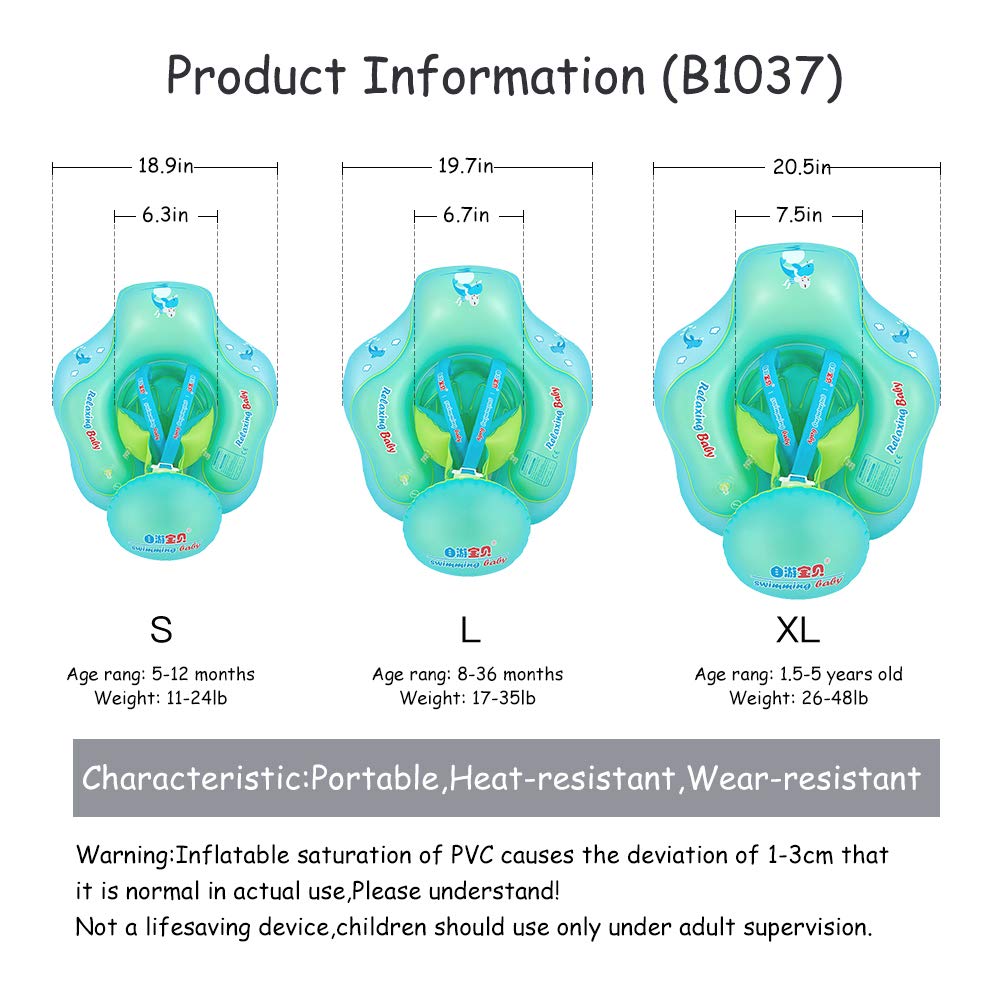 Product Information (B1037)
18.9in
19.7in
20.5in
6.3in
6.7in
7.5in
Relaxing Baby
Relaxing Baby
Relaxing Baby
Relaxing Baby
Relaxing Baby
Relaxing Baby
自游宝贝®
swimming baby
自游宝贝®
swimming baby
自游宝贝®
swimming baby
S
L
XL
Age rang: 5-12 months
Weight: 11-24lb
Age rang: 8-36 months
Weight: 17-35lb
Age rang: 1.5-5 years old
Weight: 26-48lb
Characteristic:Portable,Heat-resistant,Wear-resistant
Warning:Inflatable saturation of PVC causes the deviation of 1-3cm that
it is normal in actual use,Please understand!
Not a lifesaving device,children should use only under adult supervision.